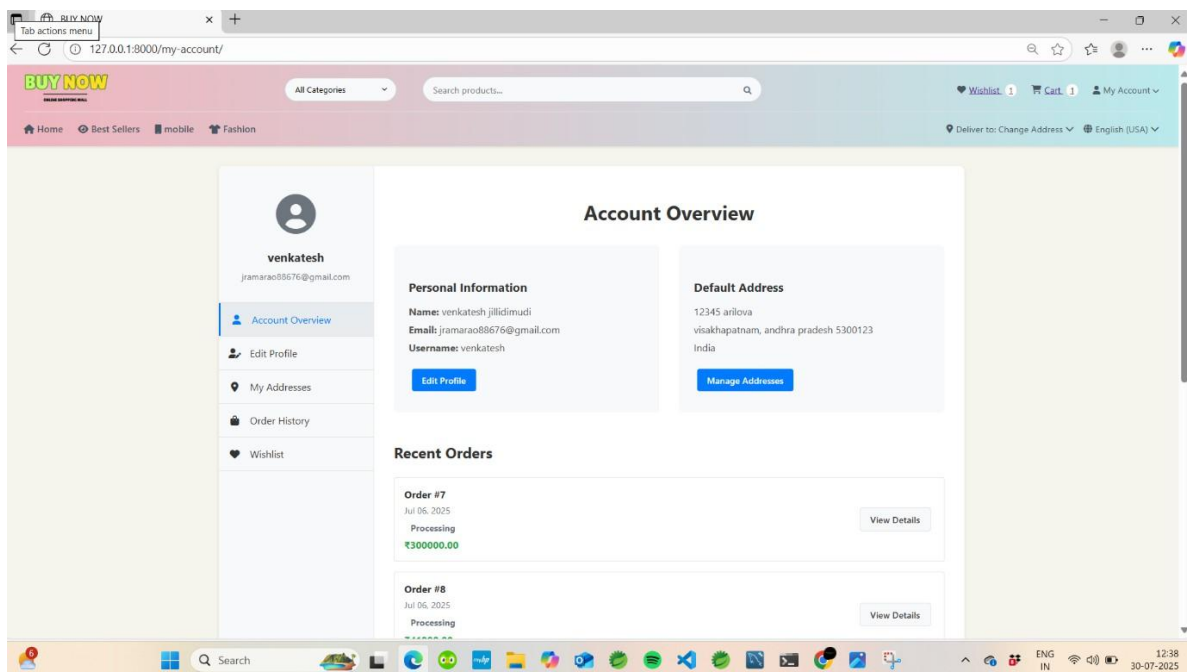 BUY NOW
Tab actions menu
127.0.0.1:8000/my-account/
BUY NOW
ONLINE SHOPPING MALL
All Categories
Search products...
Wishlist 1
Cart 1
My Account
Home
Best Sellers
mobile
Fashion
Deliver to: Change Address
English (USA)
venkatesh
jramarao88676@gmail.com
Account Overview
Edit Profile
My Addresses
Order History
Wishlist
Account Overview
Personal Information
Name: venkatesh jillidimudi
Email: jramarao88676@gmail.com
Username: venkatesh
Edit Profile
Default Address
12345 arilova
visakhapatnam, andhra pradesh 5300123
India
Manage Addresses
Recent Orders
Order #7
Jul 06, 2025
Processing
₹300000.00
View Details
Order #8
Jul 06, 2025
Processing
View Details
6
Search
ENG
IN
12:38
30-07-2025